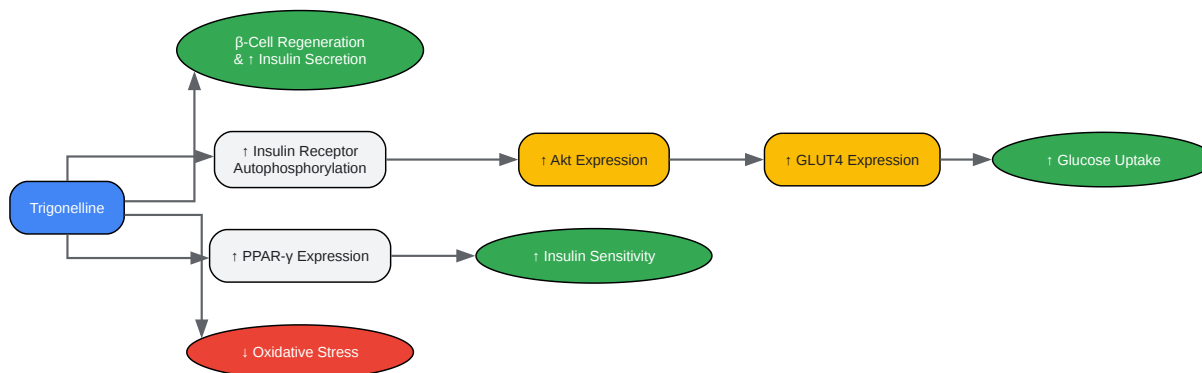 β-Cell Regeneration
& ↑ Insulin Secretion
↑ Insulin Receptor
Autophosphorylation
↑ Akt Expression
↑ GLUT4 Expression
↑ Glucose Uptake
Trigonelline
↑ PPAR-γ Expression
↑ Insulin Sensitivity
↓ Oxidative Stress